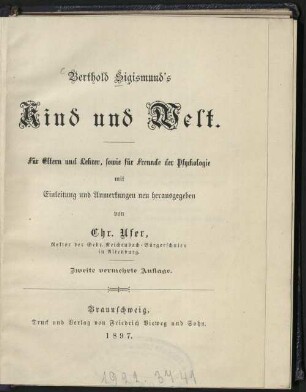 Berthold Sigismund's
Kind und Welt.
Für Eltern und Lehrer, sowie für Freunde der Psychologie
mit
Einleitung und Anmerkungen neu herausgegeben
von
Chr. Ufer,
Rektor der Gebr. Reichenbach-Bürgerschulen
in Altenburg.
Zweite vermehrte Auflage.
Braunschweig,
Druck und Verlag von Friedrich Vieweg und Sohn.
1897.